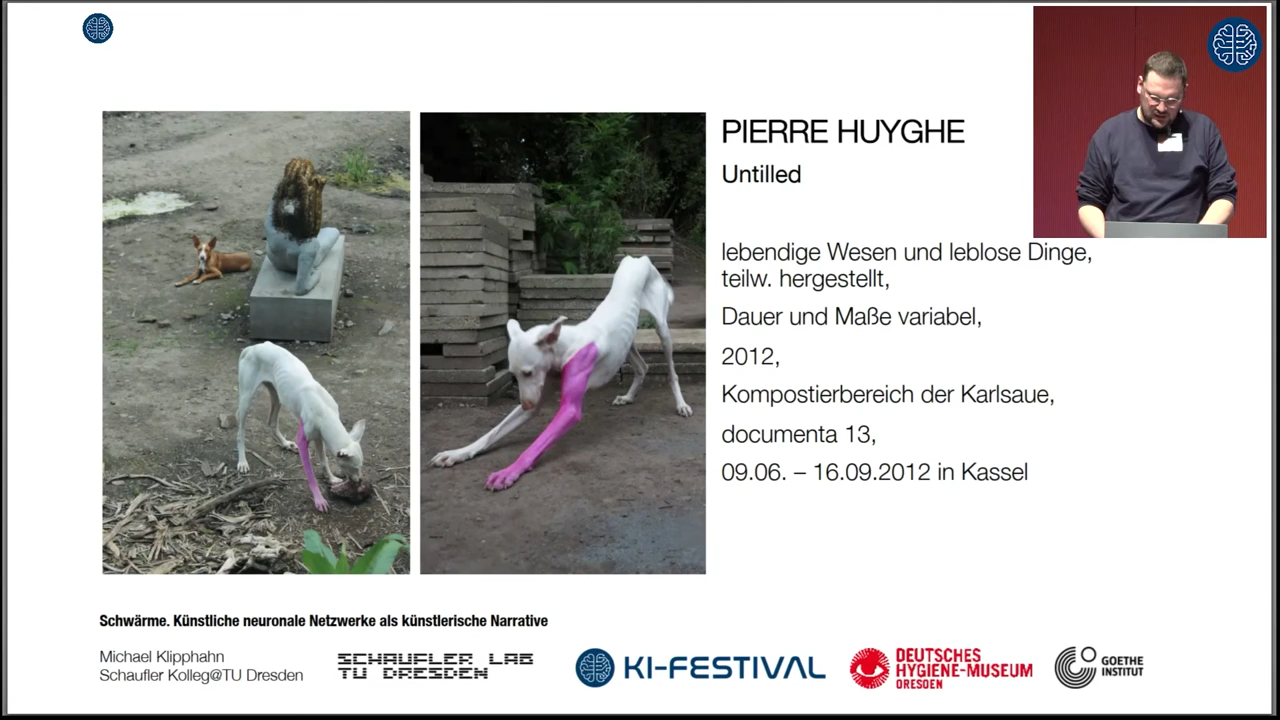 PIERRE HUYGHE
Untilled
lebendige Wesen und leblose Dinge,
teilw. hergestellt,
Dauer und Maße variabel,
2012,
Kompostierbereich der Karlsaue,
documenta 13,
09.06. – 16.09.2012 in Kassel
Schwärme. Künstliche neuronale Netzwerke als künstlerische Narrative
Michael Klipphahn
Schaufler Kolleg@TU Dresden
SCHAUFLER LAB
TU DRESDEN
KI-FESTIVAL
DEUTSCHES
HYGIENE-MUSEUM
DRESDEN
GOETHE
INSTITUT